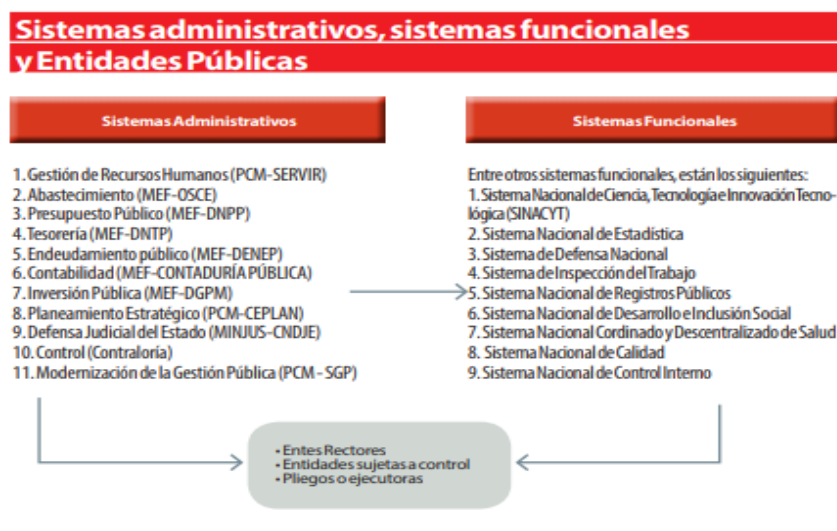 Sistemas administrativos, sistemas funcionales
y Entidades Públicas
Sistemas Administrativos
1. Gestión de Recursos Humanos (PCM-SERVIR)
2. Abastecimiento (MEF-OSCE)
3. Presupuesto Público (MEF-DNPP)
4. Tesorería (MEF-DNTP)
5. Endeudamiento público (MEF-DENEP)
6. Contabilidad (MEF-CONTADURÍA PÚBLICA)
7. Inversión Pública (MEF-DGPM)
8. Planeamiento Estratégico (PCM-CEPLAN)
9. Defensa Judicial del Estado (MINJUS-CNDJE)
10. Control (Contraloría)
11. Modernización de la Gestión Pública (PCM - SGP)
Sistemas Funcionales
Entre otros sistemas funcionales, están los siguientes:
1. Sistema Nacional de Ciencia, Tecnología e Innovación Tecno-
lógica (SINACYT)
2. Sistema Nacional de Estadística
3. Sistema de Defensa Nacional
4. Sistema de Inspección del Trabajo
5. Sistema Nacional de Registros Públicos
6. Sistema Nacional de Desarrollo e Inclusión Social
7. Sistema Nacional Cordinado y Descentralizado de Salud
8. Sistema Nacional de Calidad
9. Sistema Nacional de Control Interno
• Entes Rectores
• Entidades sujetas a control
• Pliegos o ejecutoras